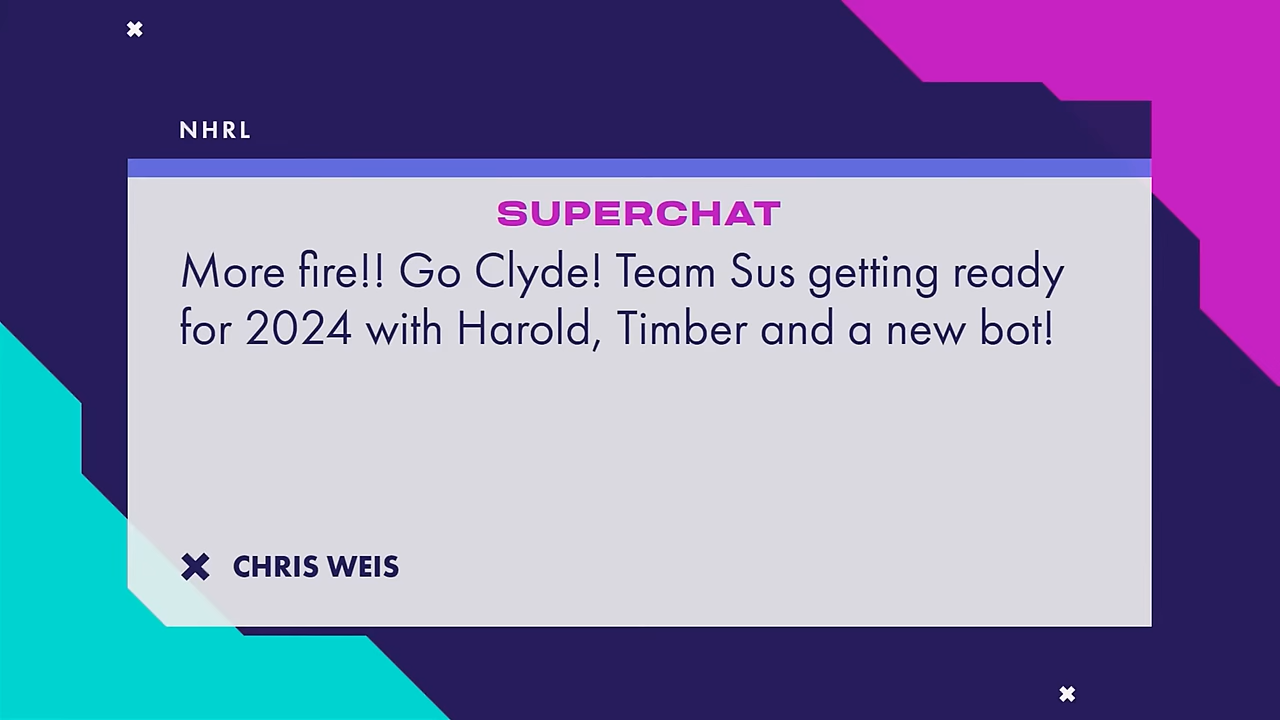 NHRL
SUPERCHAT
More fire!! Go Clyde! Team Sus getting ready
for 2024 with Harold, Timber and a new bot!
CHRIS WEIS